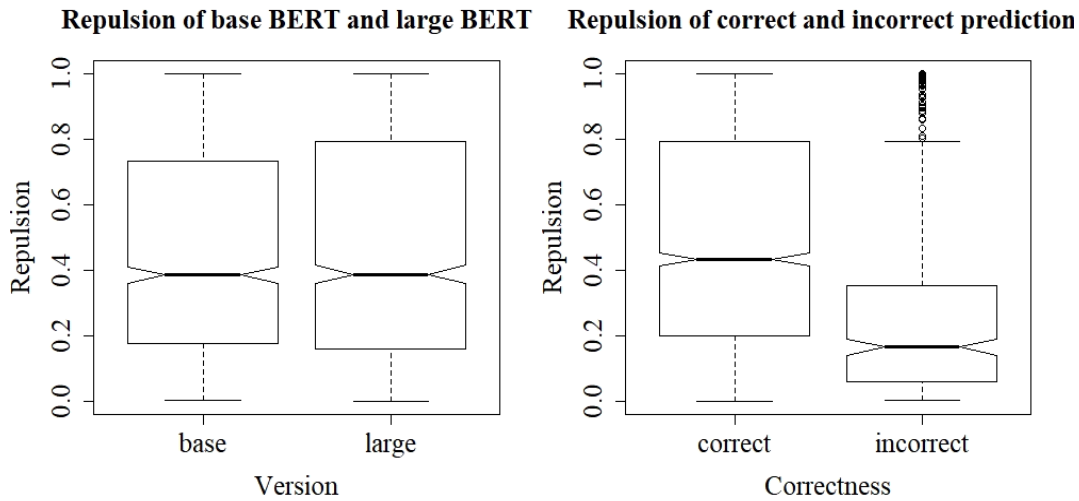 Repulsion of base BERT and large BERT
Repulsion
1.0
0.8
0.6
0.4
0.2
0.0
base
large
Version
Repulsion of correct and incorrect prediction
Repulsion
1.0
0.8
0.6
0.4
0.2
0.0
correct
incorrect
Correctness